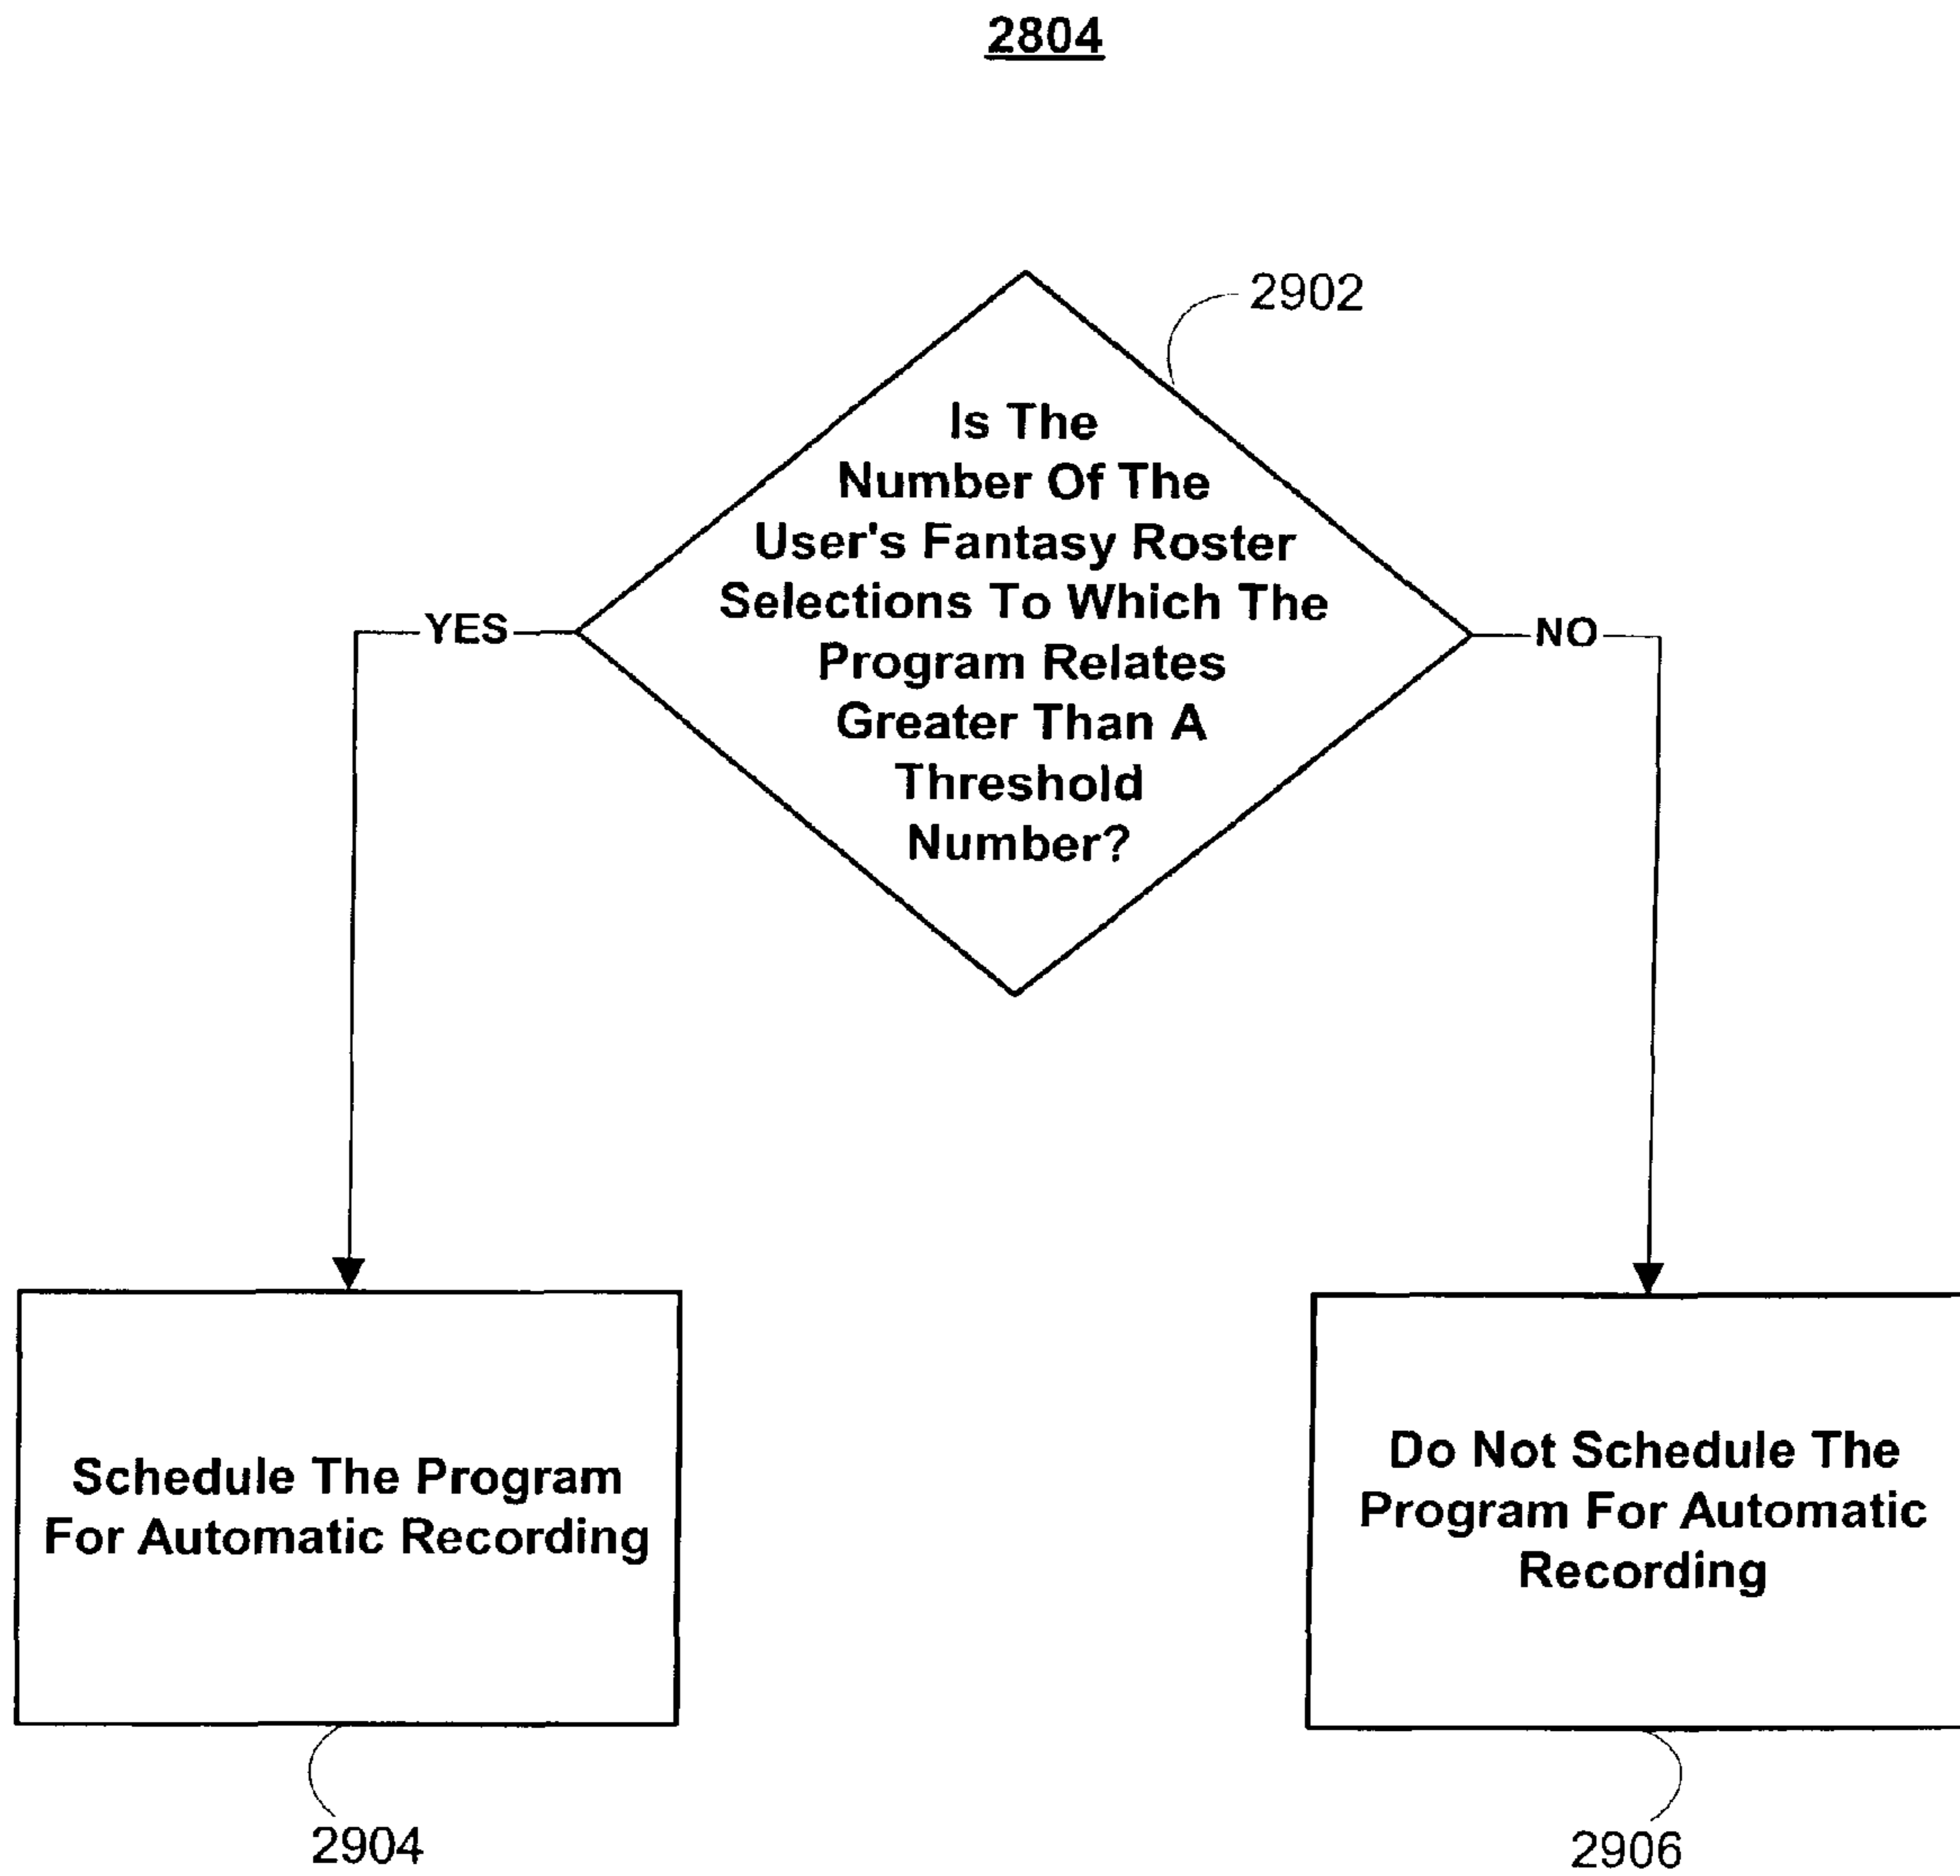 2804
2902
Is The
Number Of The
User's Fantasy Roster
Selections To Which The
Program Relates
Greater Than A
Threshold
Number?
YES
NO
Schedule The Program
For Automatic Recording
Do Not Schedule The
Program For Automatic
Recording
2904
2906